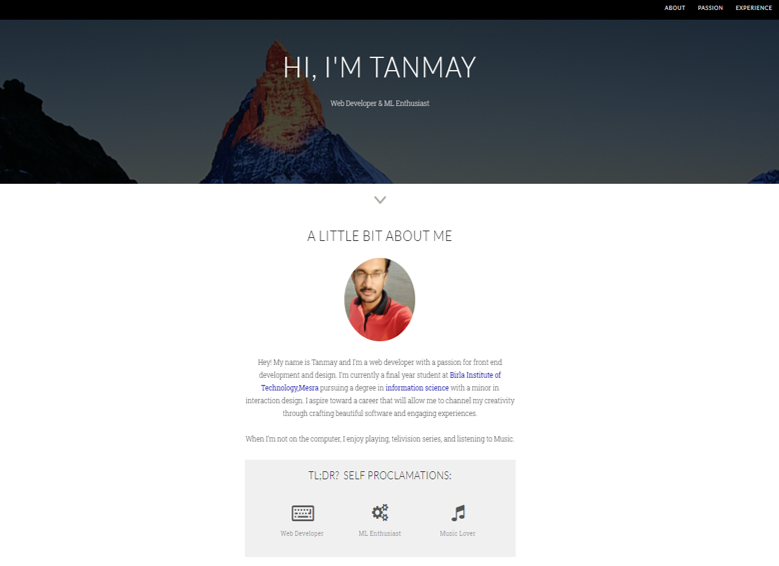 ABOUT PASSION EXPERIENCE
HI, I'M TANMAY
Web Developer & ML Enthusiast
A LITTLE BIT ABOUT ME
Hey! My name is Tanmay and I'm a web developer with a passion for front end
development and design. I'm currently a final year student at Birla Institute of
Technology,Mesra pursuing a degree in information science with a minor in
interaction design. I aspire toward a career that will allow me to channel my creativity
through crafting beautiful software and engaging experiences.
When I'm not on the computer, I enjoy playing, telivision series, and listening to Music.
TL;DR? SELF PROCLAMATIONS:
Web Developer ML Enthusiast Music Lover